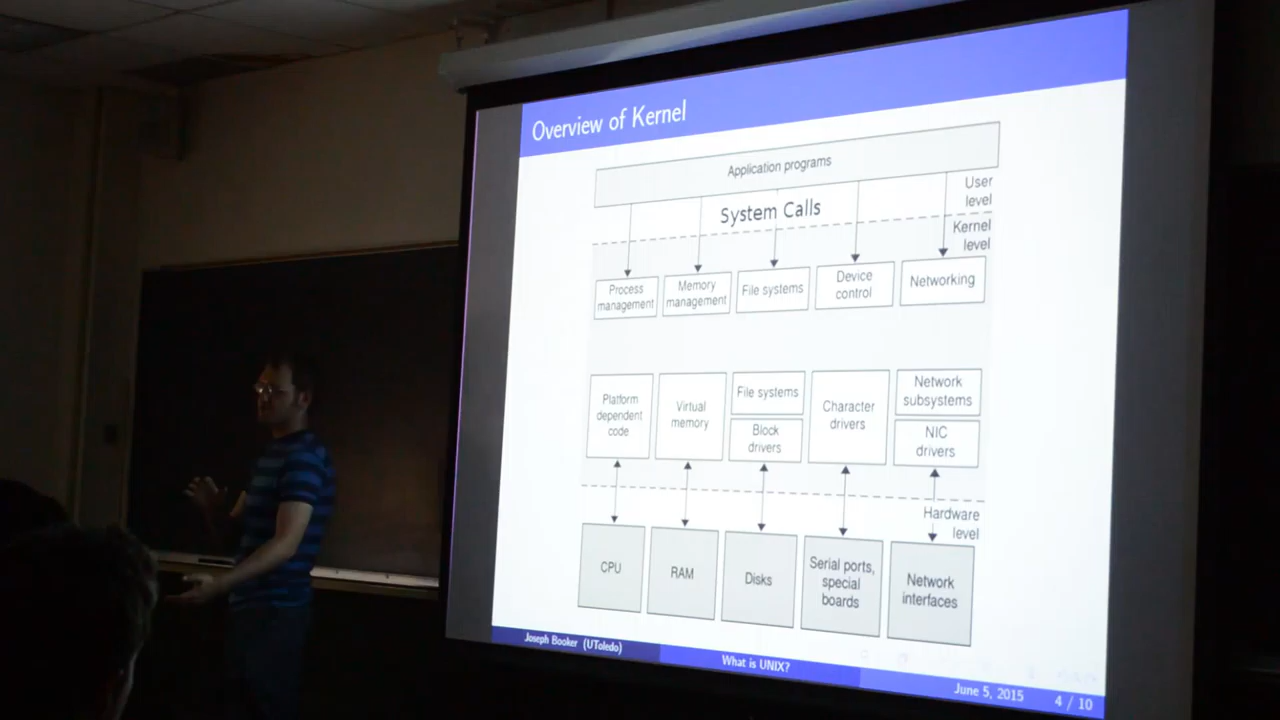 Overview of Kernel
Application programs
System Calls
User
level
Kernel
level
Process
management
Memory
management
File systems
Device
control
Networking
Platform
dependent
code
Virtual
memory
File systems
Block
drivers
Character
drivers
Network
subsystems
NIC
drivers
Hardware
level
CPU
RAM
Disks
Serial ports,
special
boards
Network
interfaces
Joseph Booker (UToledo)
What is UNIX?
June 5, 2015
4 / 10